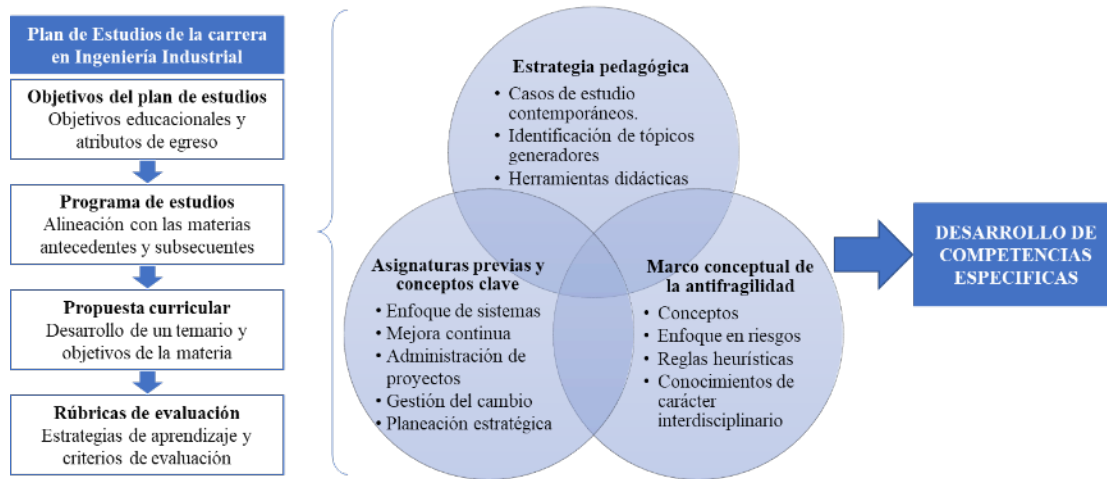 Plan de Estudios de la carrera
en Ingeniería Industrial
Objetivos del plan de estudios
Objetivos educacionales y
atributos de egreso
Programa de estudios
Alineación con las materias
antecedentes y subsecuentes
Propuesta curricular
Desarrollo de un temario y
objetivos de la materia
Rúbricas de evaluación
Estrategias de aprendizaje y
criterios de evaluación
Estrategia pedagógica
• Casos de estudio
contemporáneos.
• Identificación de tópicos
generadores
• Herramientas didácticas
Asignaturas previas y
conceptos clave
• Enfoque de sistemas
• Mejora continua
• Administración de
proyectos
• Gestión del cambio
• Planeación estratégica
Marco conceptual de
la antifragilidad
• Conceptos
• Enfoque en riesgos
• Reglas heurísticas
• Conocimientos de
carácter
interdisciplinario
DESARROLLO DE
COMPETENCIAS
ESPECIFICAS